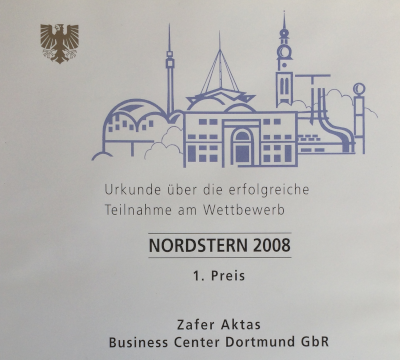 Urkunde über die erfolgreiche
Teilnahme am Wettbewerb
NORDSTERN 2008
1. Preis
Zafer Aktas
Business Center Dortmund GbR